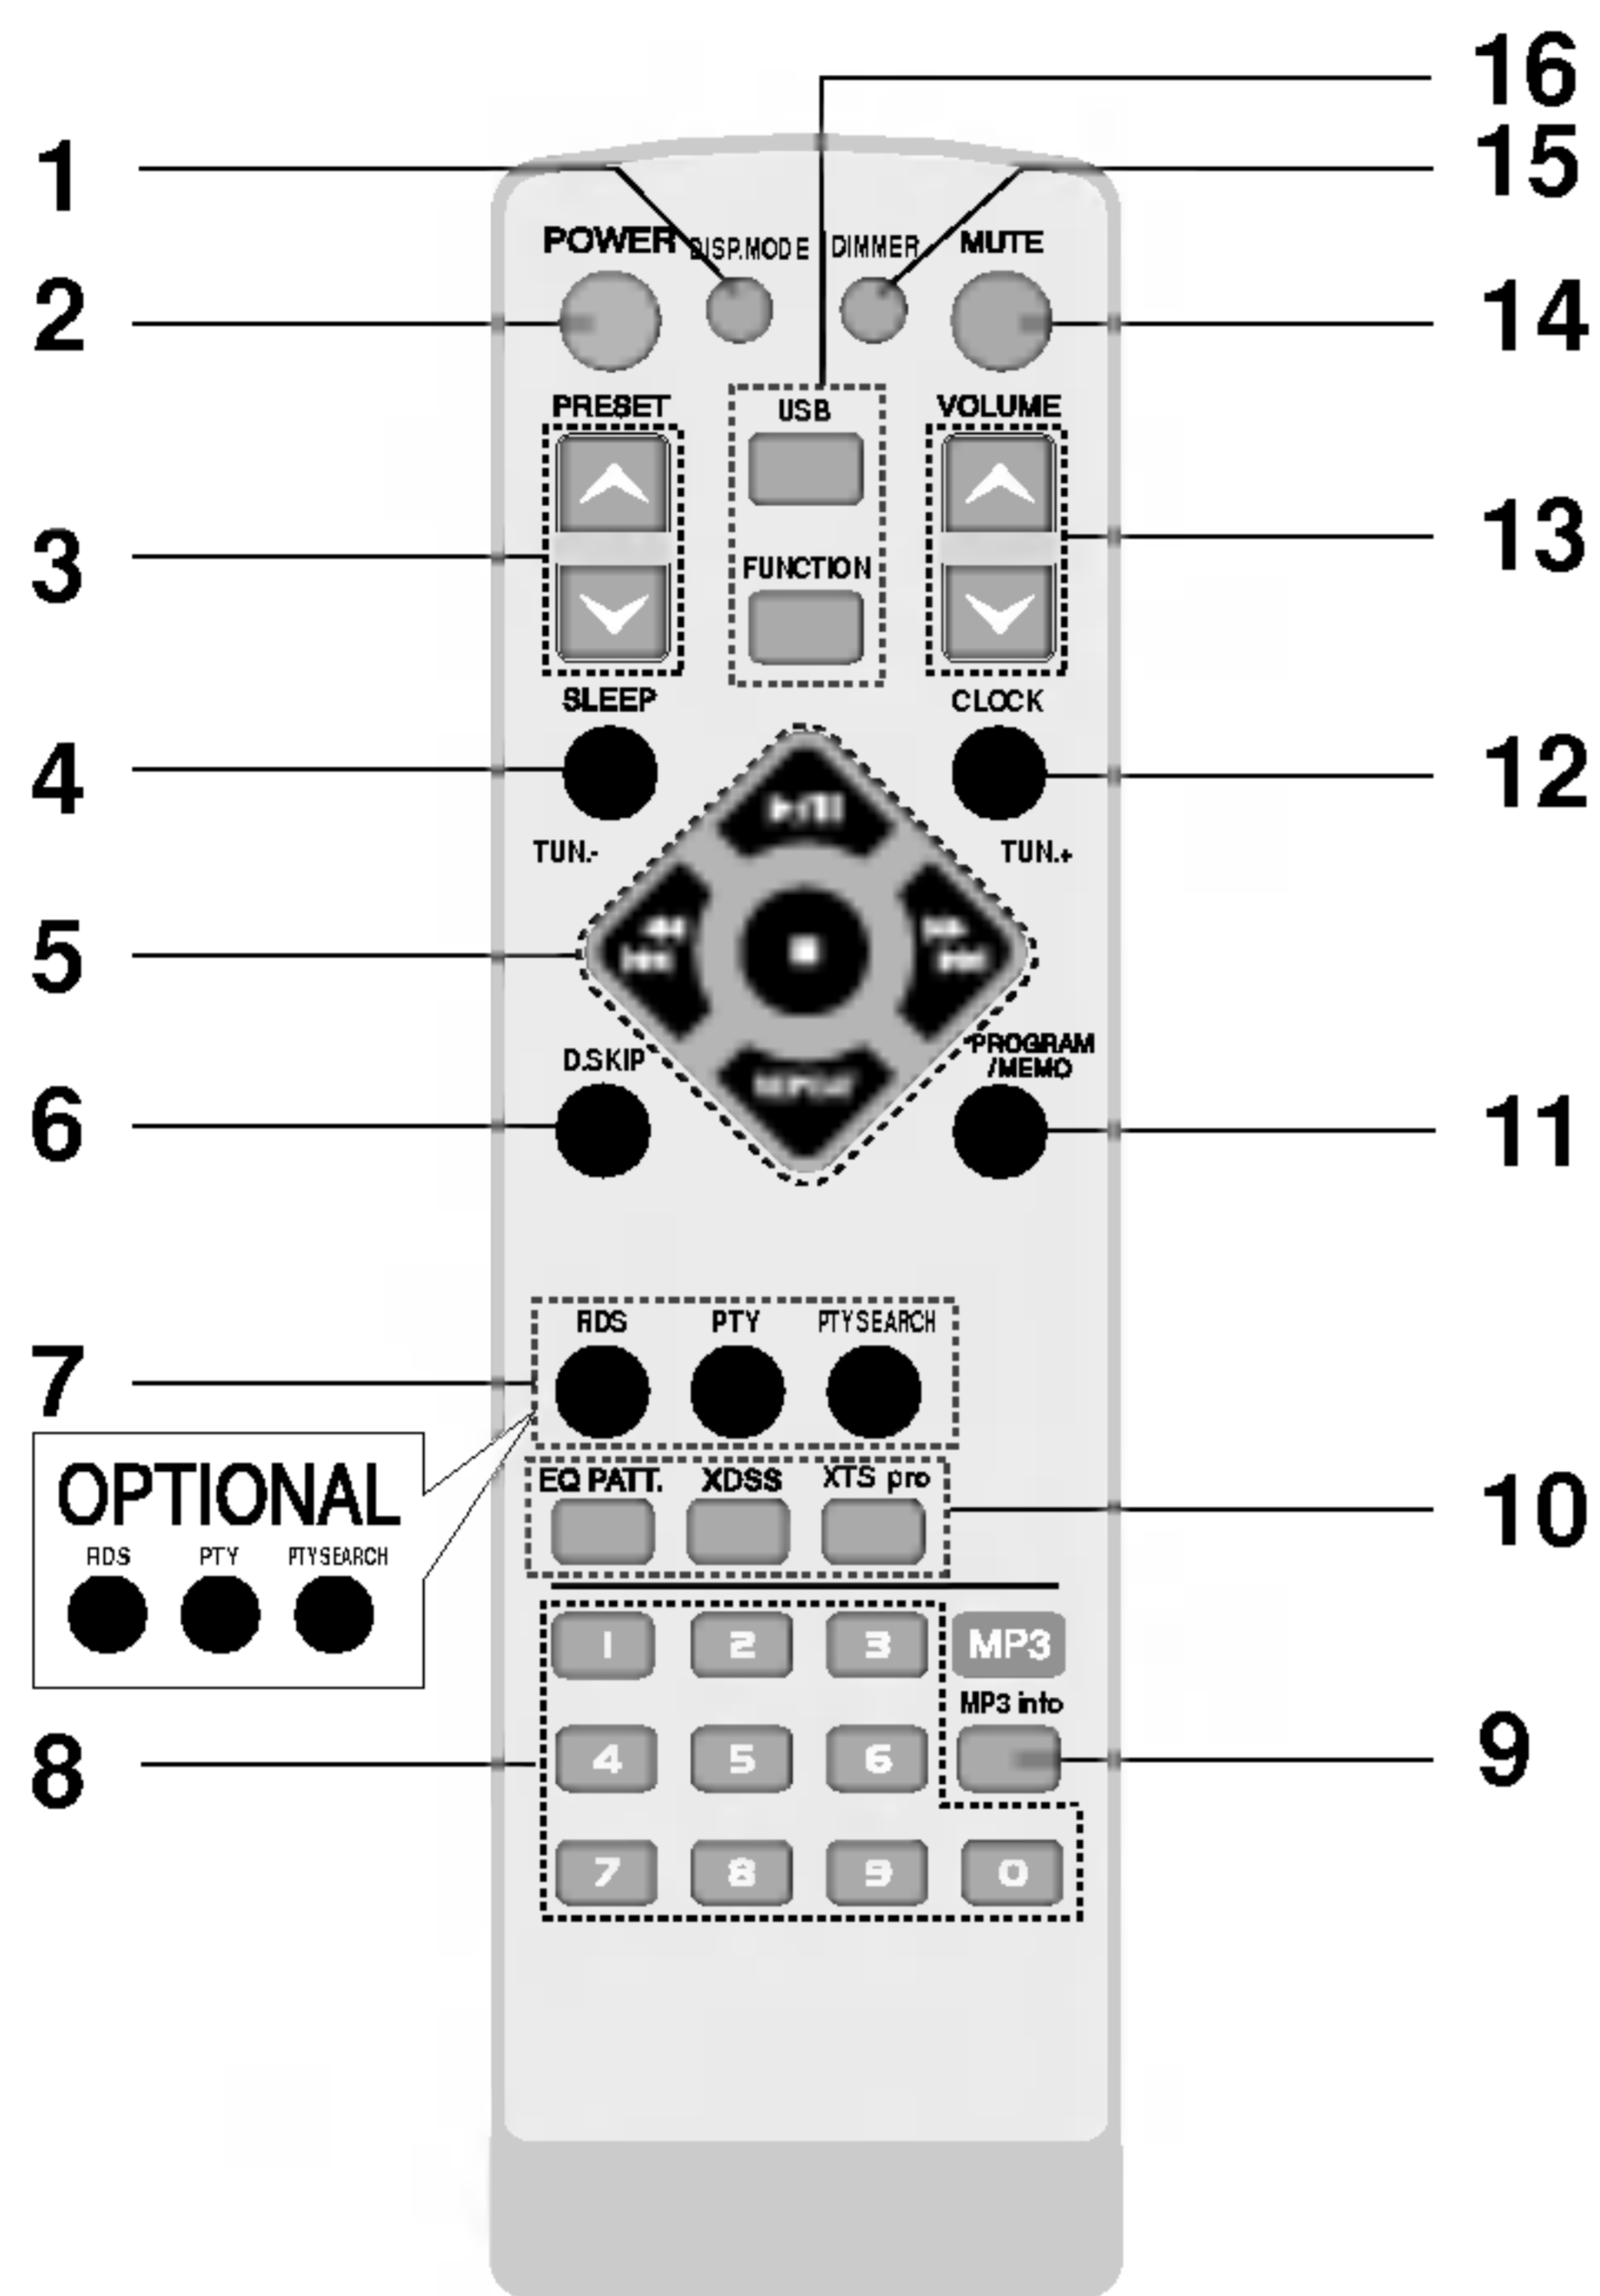 16
1
15
POWER
DISP.MODE
DIMMER
MUTE
2
14
PRESET
USB
VOLUME
3
13
FUNCTION
SLEEP
CLOCK
4
12
TUN.-
TUN.+
5
D.SKIP
PROGRAM
/MEMO
REPEAT
6
11
RDS
PTY
PTY SEARCH
7
OPTIONAL
RDS
PTY
PTY SEARCH
EQ PATT.
XDSS
XTS pro
10
1
2
3
MP3
MP3 info
8
4
5
6
9
7
8
9
0